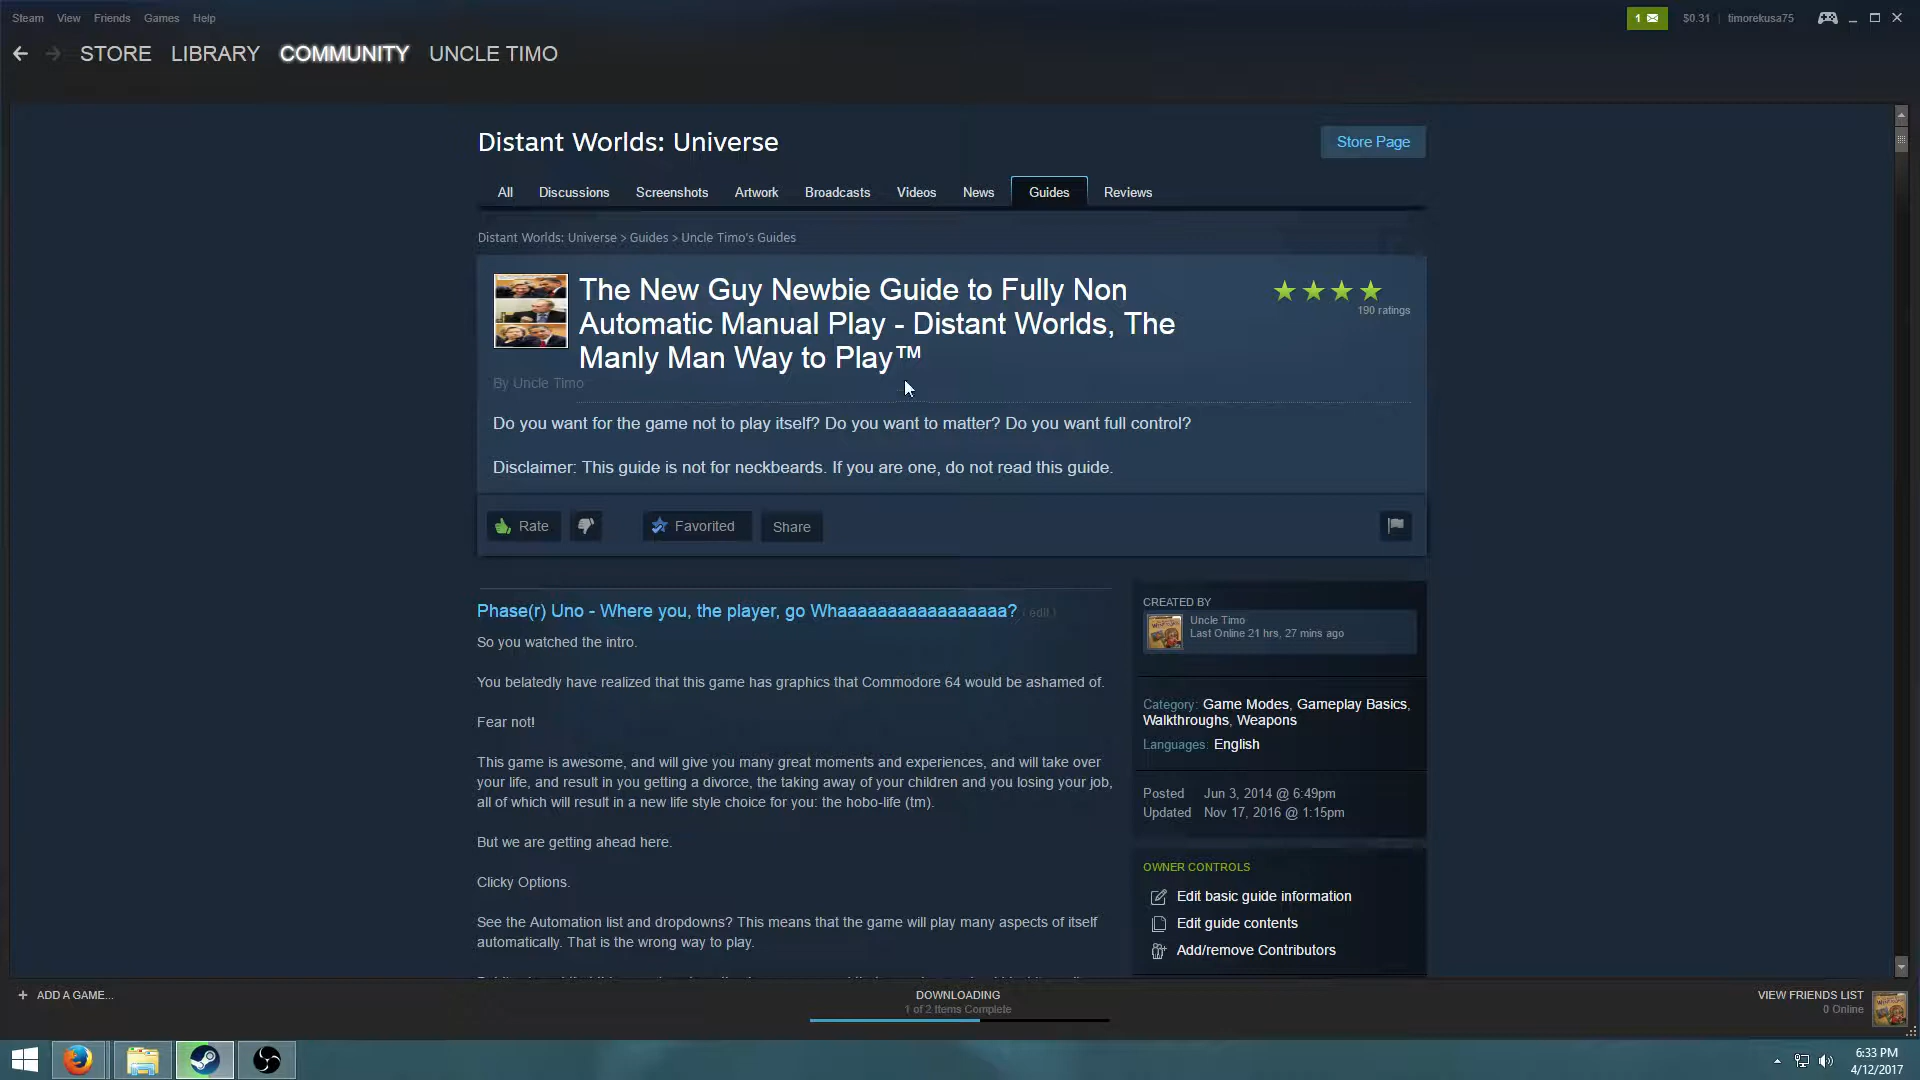 Steam View Friends Games Help
1 $0.31 timorekusa75
STORE LIBRARY COMMUNITY UNCLE TIMO
Distant Worlds: Universe
Store Page
All Discussions Screenshots Artwork Broadcasts Videos News Guides Reviews
Distant Worlds: Universe > Guides > Uncle Timo's Guides
The New Guy Newbie Guide to Fully Non
Automatic Manual Play - Distant Worlds, The
Manly Man Way to Play™
190 ratings
By Uncle Timo
Do you want for the game not to play itself? Do you want to matter? Do you want full control?
Disclaimer: This guide is not for neckbeards. If you are one, do not read this guide.
Rate Favorited Share
Phase(r) Uno - Where you, the player, go Whaaaaaaaaaaaaaaaaa? ( edit )
So you watched the intro.
You belatedly have realized that this game has graphics that Commodore 64 would be ashamed of.
Fear not!
This game is awesome, and will give you many great moments and experiences, and will take over
your life, and result in you getting a divorce, the taking away of your children and you losing your job,
all of which will result in a new life style choice for you: the hobo-life (tm).
But we are getting ahead here.
Clicky Options.
See the Automation list and dropdowns? This means that the game will play many aspects of itself
automatically. That is the wrong way to play.
CREATED BY
Uncle Timo
Last Online 21 hrs, 27 mins ago
Category: Game Modes, Gameplay Basics,
Walkthroughs, Weapons
Languages: English
Posted Jun 3, 2014 @ 6:49pm
Updated Nov 17, 2016 @ 1:15pm
OWNER CONTROLS
Edit basic guide information
Edit guide contents
Add/remove Contributors
+ ADD A GAME...
DOWNLOADING
1 of 2 Items Complete
VIEW FRIENDS LIST
0 Online
6:33 PM
4/12/2017